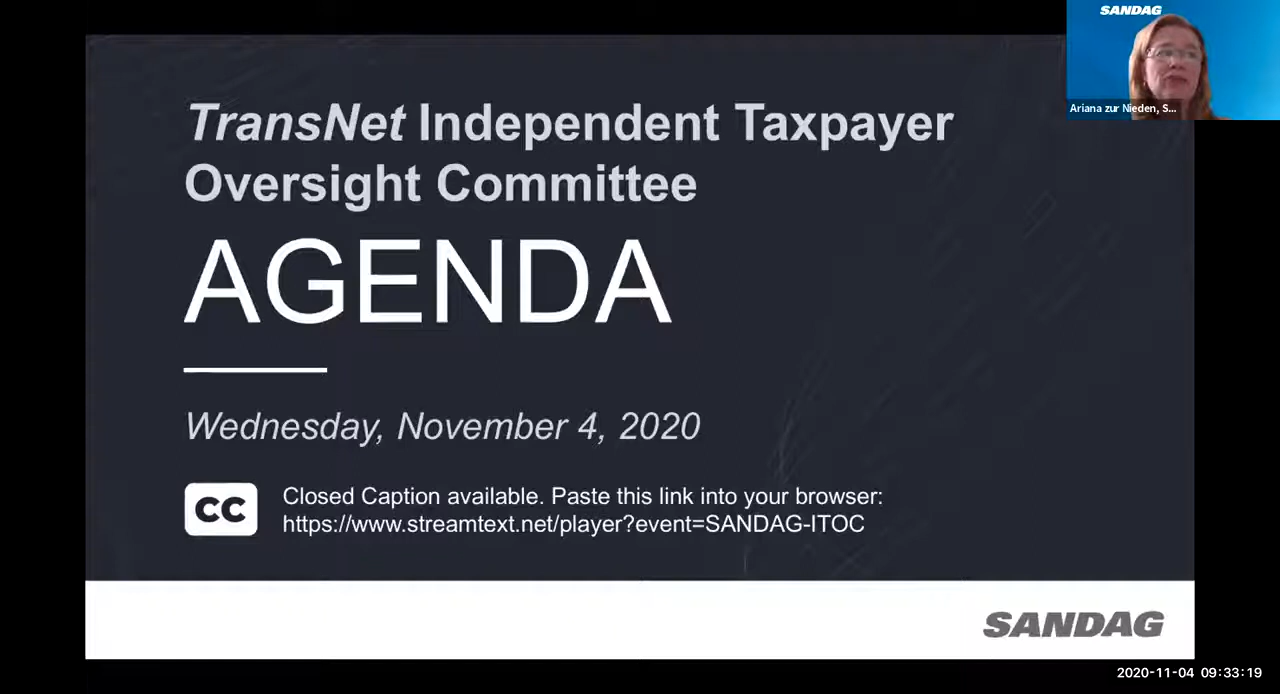 SANDAG
Ariana zur Nieden, S...
TransNet Independent Taxpayer
Oversight Committee
AGENDA
Wednesday, November 4, 2020
CC
Closed Caption available. Paste this link into your browser:
https://www.streamtext.net/player?event=SANDAG-ITOC
SANDAG
2020-11-04 09:33:19